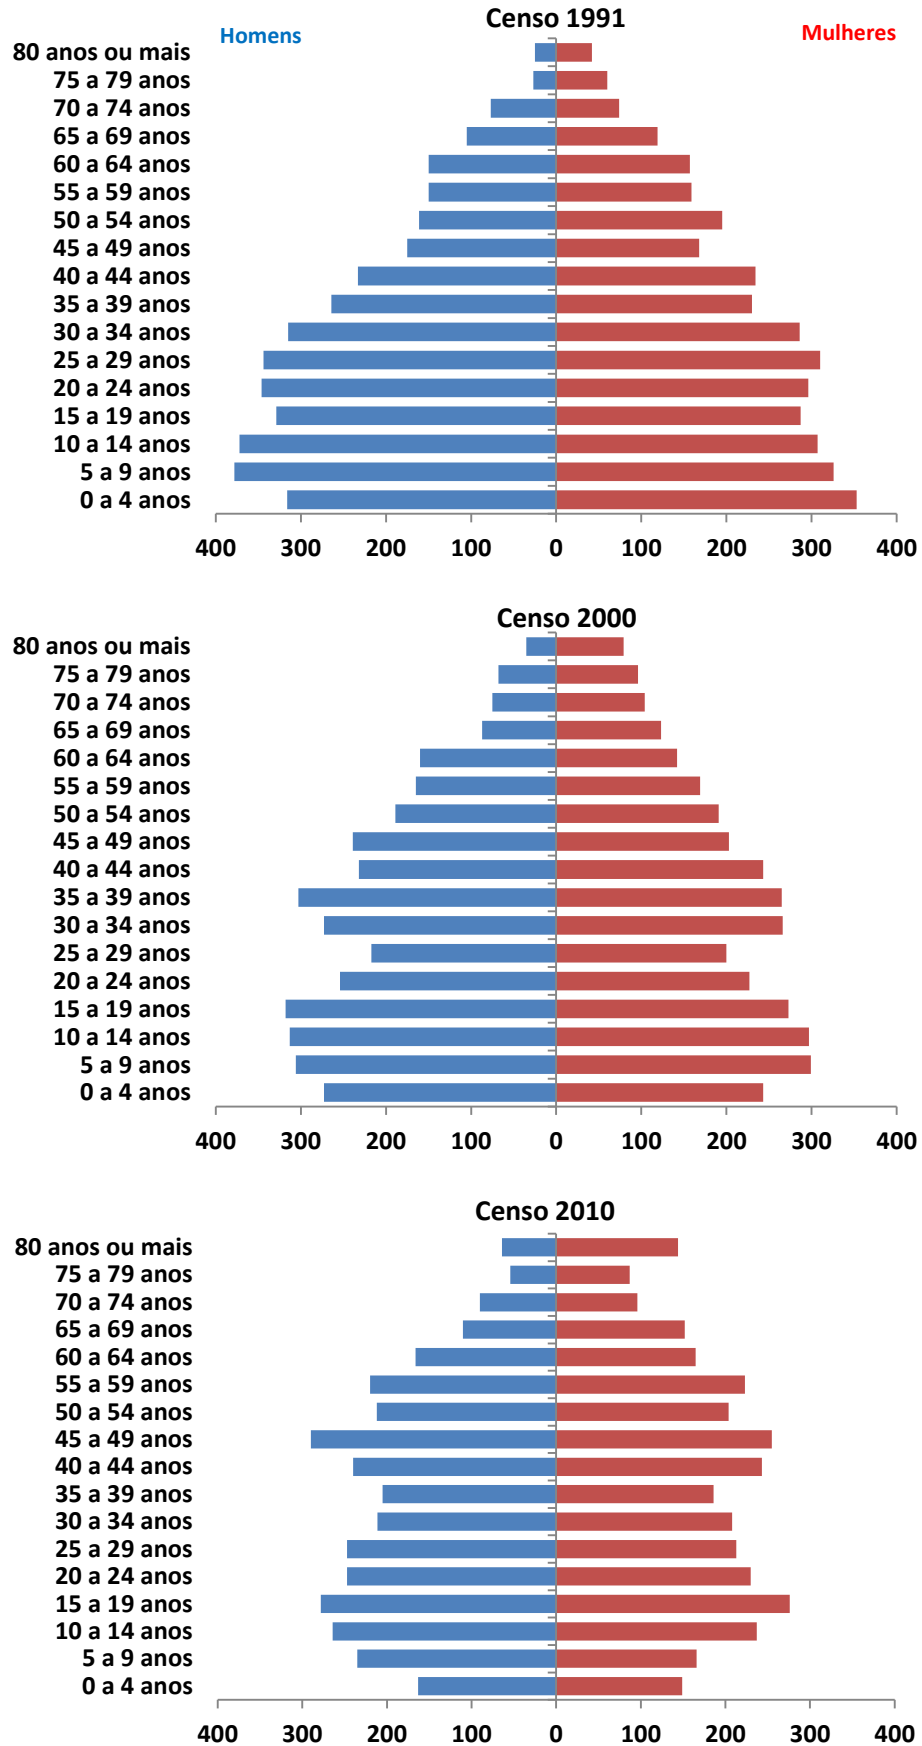 Censo 1991
Homens
Mulheres
80 anos ou mais
75 a 79 anos
70 a 74 anos
65 a 69 anos
60 a 64 anos
55 a 59 anos
50 a 54 anos
45 a 49 anos
40 a 44 anos
35 a 39 anos
30 a 34 anos
25 a 29 anos
20 a 24 anos
15 a 19 anos
10 a 14 anos
5 a 9 anos
0 a 4 anos
400 300 200 100 0 100 200 300 400
Censo 2000
80 anos ou mais
75 a 79 anos
70 a 74 anos
65 a 69 anos
60 a 64 anos
55 a 59 anos
50 a 54 anos
45 a 49 anos
40 a 44 anos
35 a 39 anos
30 a 34 anos
25 a 29 anos
20 a 24 anos
15 a 19 anos
10 a 14 anos
5 a 9 anos
0 a 4 anos
400 300 200 100 0 100 200 300 400
Censo 2010
80 anos ou mais
75 a 79 anos
70 a 74 anos
65 a 69 anos
60 a 64 anos
55 a 59 anos
50 a 54 anos
45 a 49 anos
40 a 44 anos
35 a 39 anos
30 a 34 anos
25 a 29 anos
20 a 24 anos
15 a 19 anos
10 a 14 anos
5 a 9 anos
0 a 4 anos
400 300 200 100 0 100 200 300 400